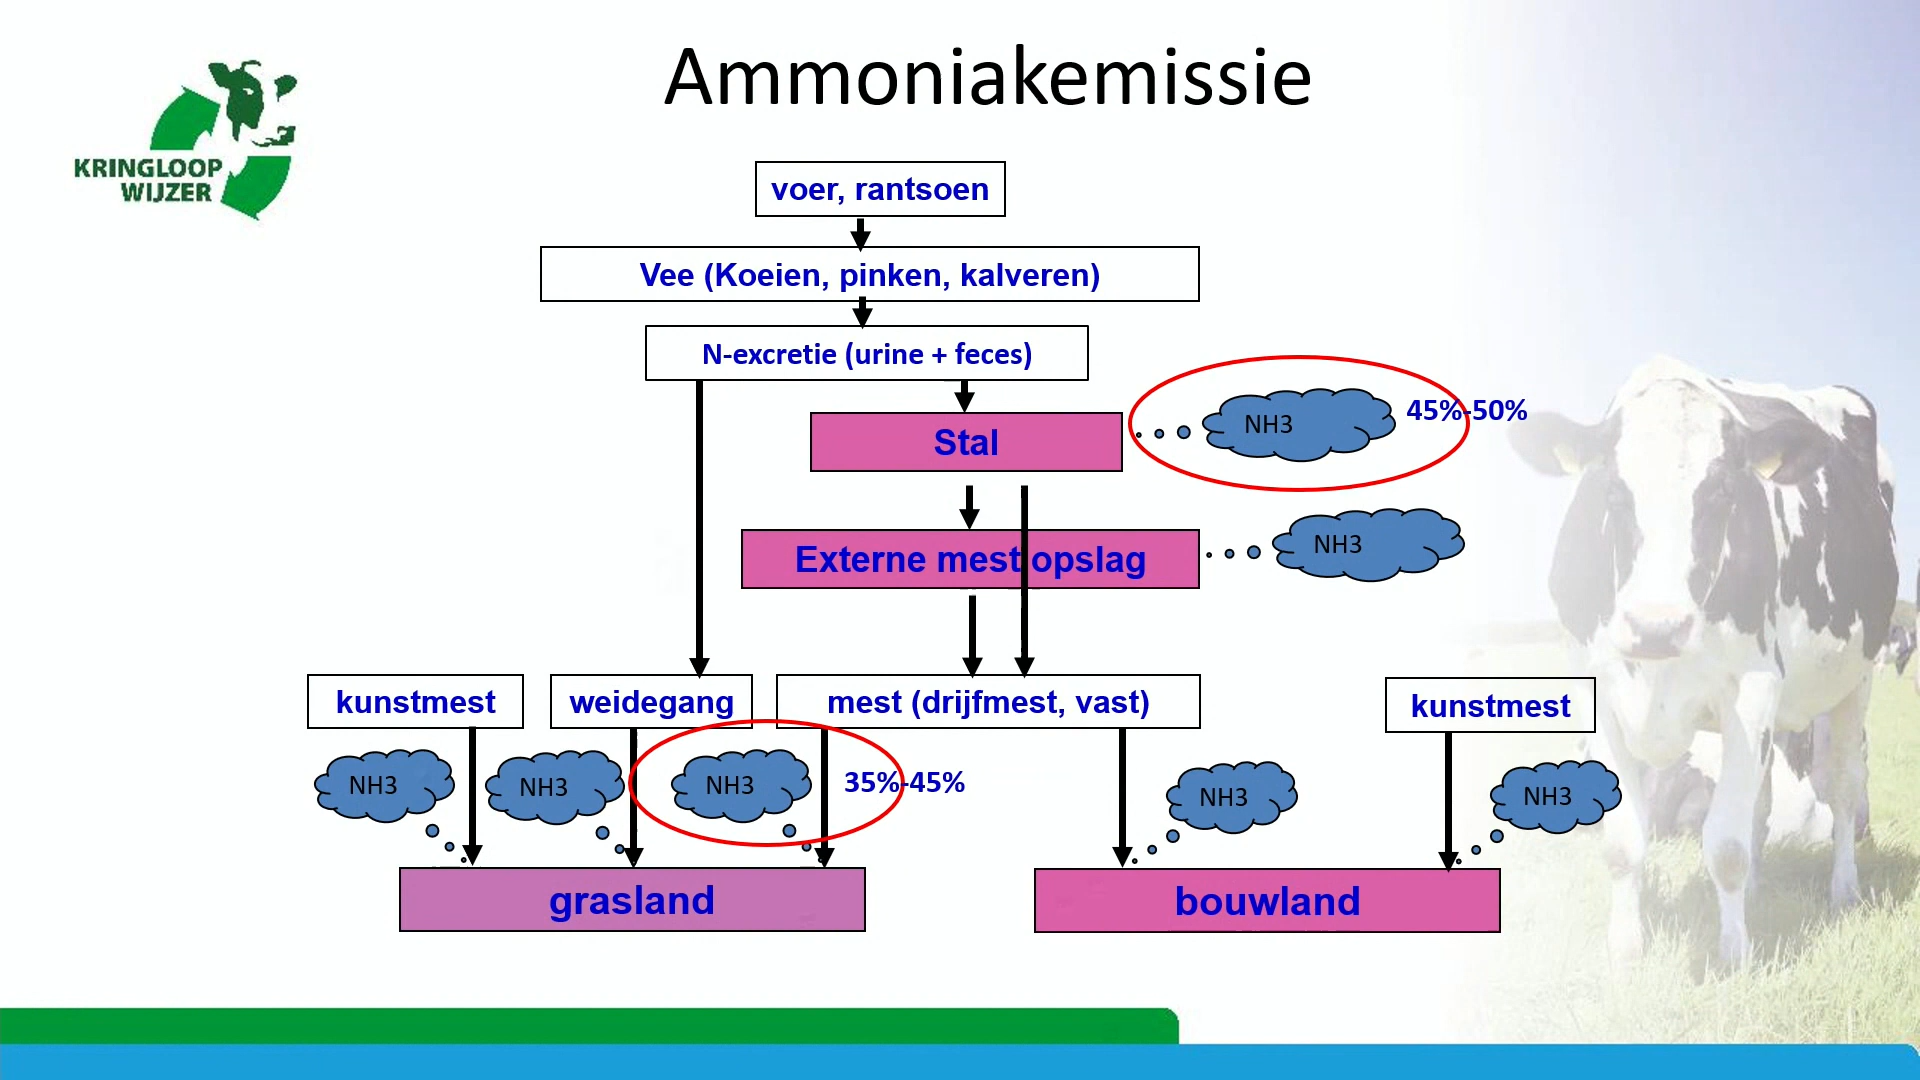 Ammoniakemissie
KRINGLOOP
WIJZER
voer, rantsoen
Vee (Koeien, pinken, kalveren)
N-excretie (urine + feces)
Stal
NH3
45%-50%
Externe mest opslag
NH3
kunstmest
weidegang
mest (drijfmest, vast)
kunstmest
NH3
NH3
NH3
35%-45%
NH3
NH3
grasland
bouwland